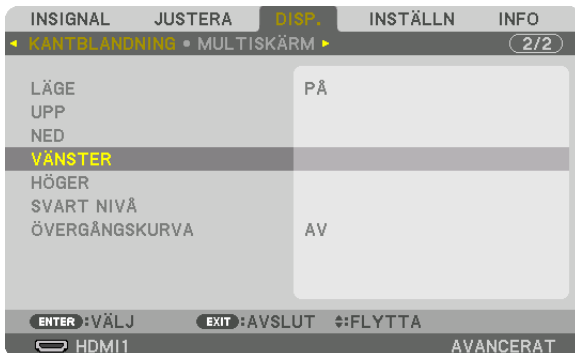 INSIGNAL JUSTERA DISP. INSTÄLLN INFO
◄ KANTBLANDNING • MULTISKÄRM ► 2/2
LÄGE PÅ
UPP
NED
VÄNSTER
HÖGER
SVART NIVÅ
ÖVERGÅNGSKURVA AV
ENTER :VÄLJ EXIT :AVSLUT ♦:FLYTTA
HDMI1 AVANCERAT